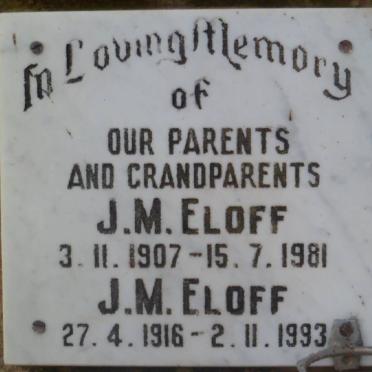 In Loving Memory
of
OUR PARENTS
AND GRANDPARENTS
J.M. ELOFF
3.11.1907-15.7.1981
J.M. ELOFF
27.4.1916-2.11.1993